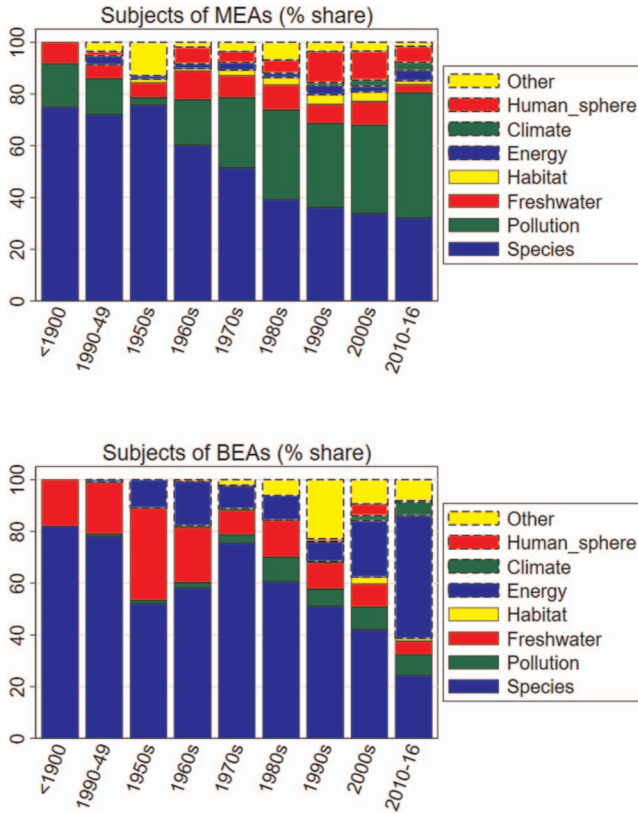 Subjects of MEAs (% share)
100
80
60
40
20
0
<1900
1990-49
1950s
1960s
1970s
1980s
1990s
2000s
2010-16
Other
Human_sphere
Climate
Energy
Habitat
Freshwater
Pollution
Species
Subjects of BEAs (% share)
100
80
60
40
20
0
<1900
1990-49
1950s
1960s
1970s
1980s
1990s
2000s
2010-16
Other
Human_sphere
Climate
Energy
Habitat
Freshwater
Pollution
Species